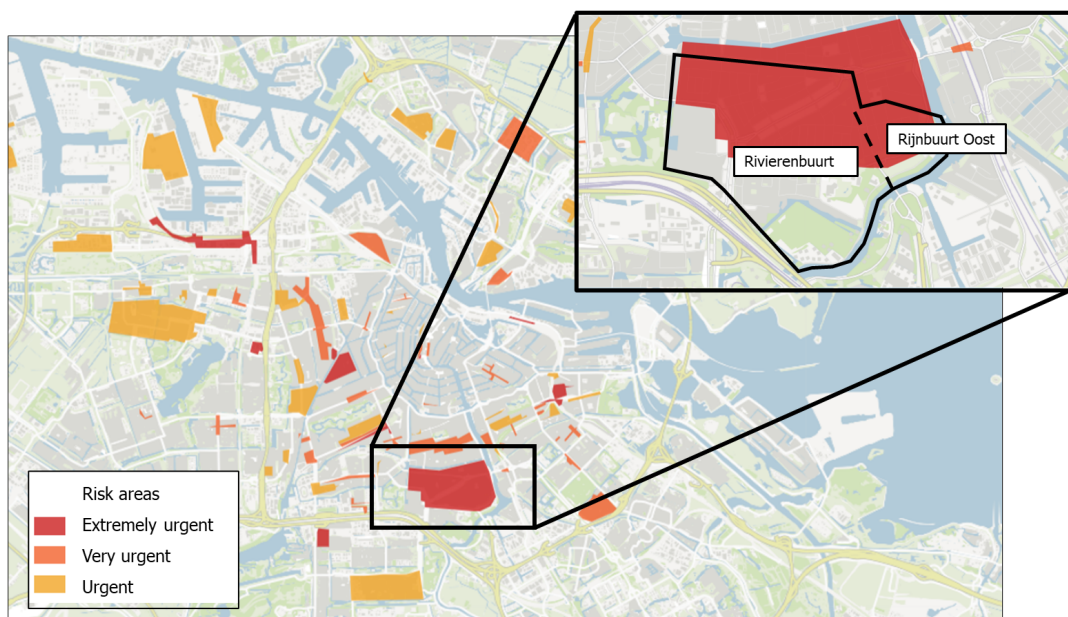 Rijnbuurt Oost
Rivierenbuurt
Risk areas
Extremely urgent
Very urgent
Urgent